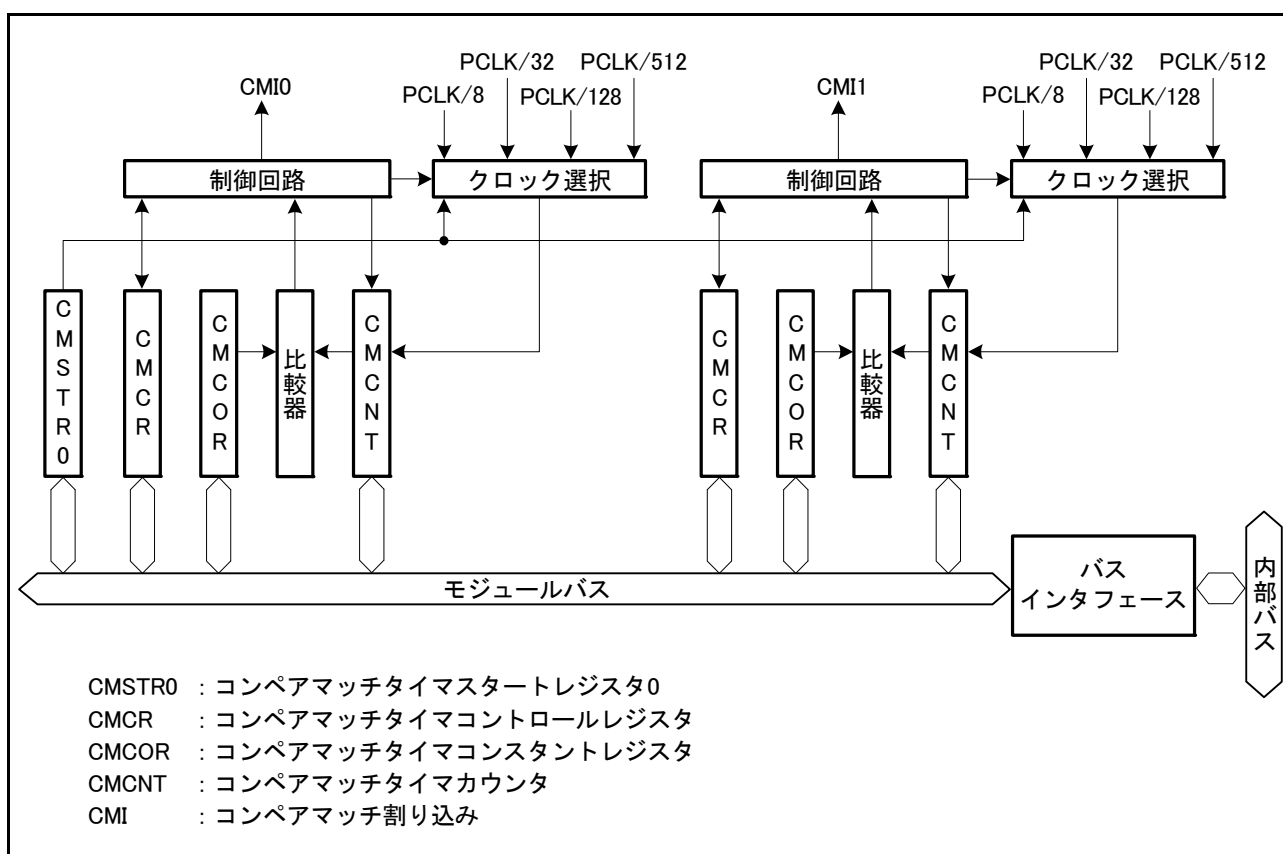 PCLK/32 PCLK/512
CMI0 PCLK/8 PCLK/128
制御回路 クロック選択
PCLK/32 PCLK/512
CMI1 PCLK/8 PCLK/128
制御回路 クロック選択
CMSTR0
CMCR
CMCOR
比較器
CMCNT
CMCR
CMCOR
比較器
CMCNT
モジュールバス
バス
インタフェース
内部バス
CMSTR0 : コンペアマッチタイマスタートレジスタ0
CMCR : コンペアマッチタイマコントロールレジスタ
CMCOR : コンペアマッチタイマコンスタントレジスタ
CMCNT : コンペアマッチタイマカウンタ
CMI : コンペアマッチ割り込み